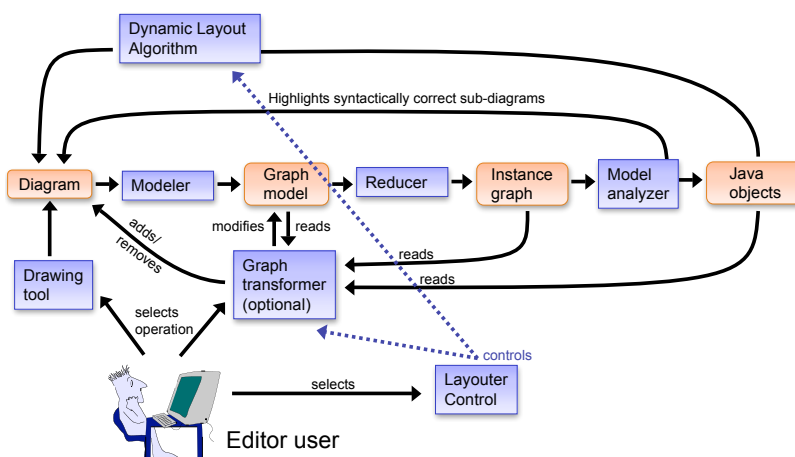 Dynamic Layout
Algorithm
Highlights syntactically correct sub-diagrams
Diagram
Modeler
Graph
model
Reducer
Instance
graph
Model
analyzer
Java
objects
adds/
removes
modifies
reads
Drawing
tool
Graph
transformer
(optional)
reads
reads
selects
operation
controls
selects
Layouter
Control
Editor user